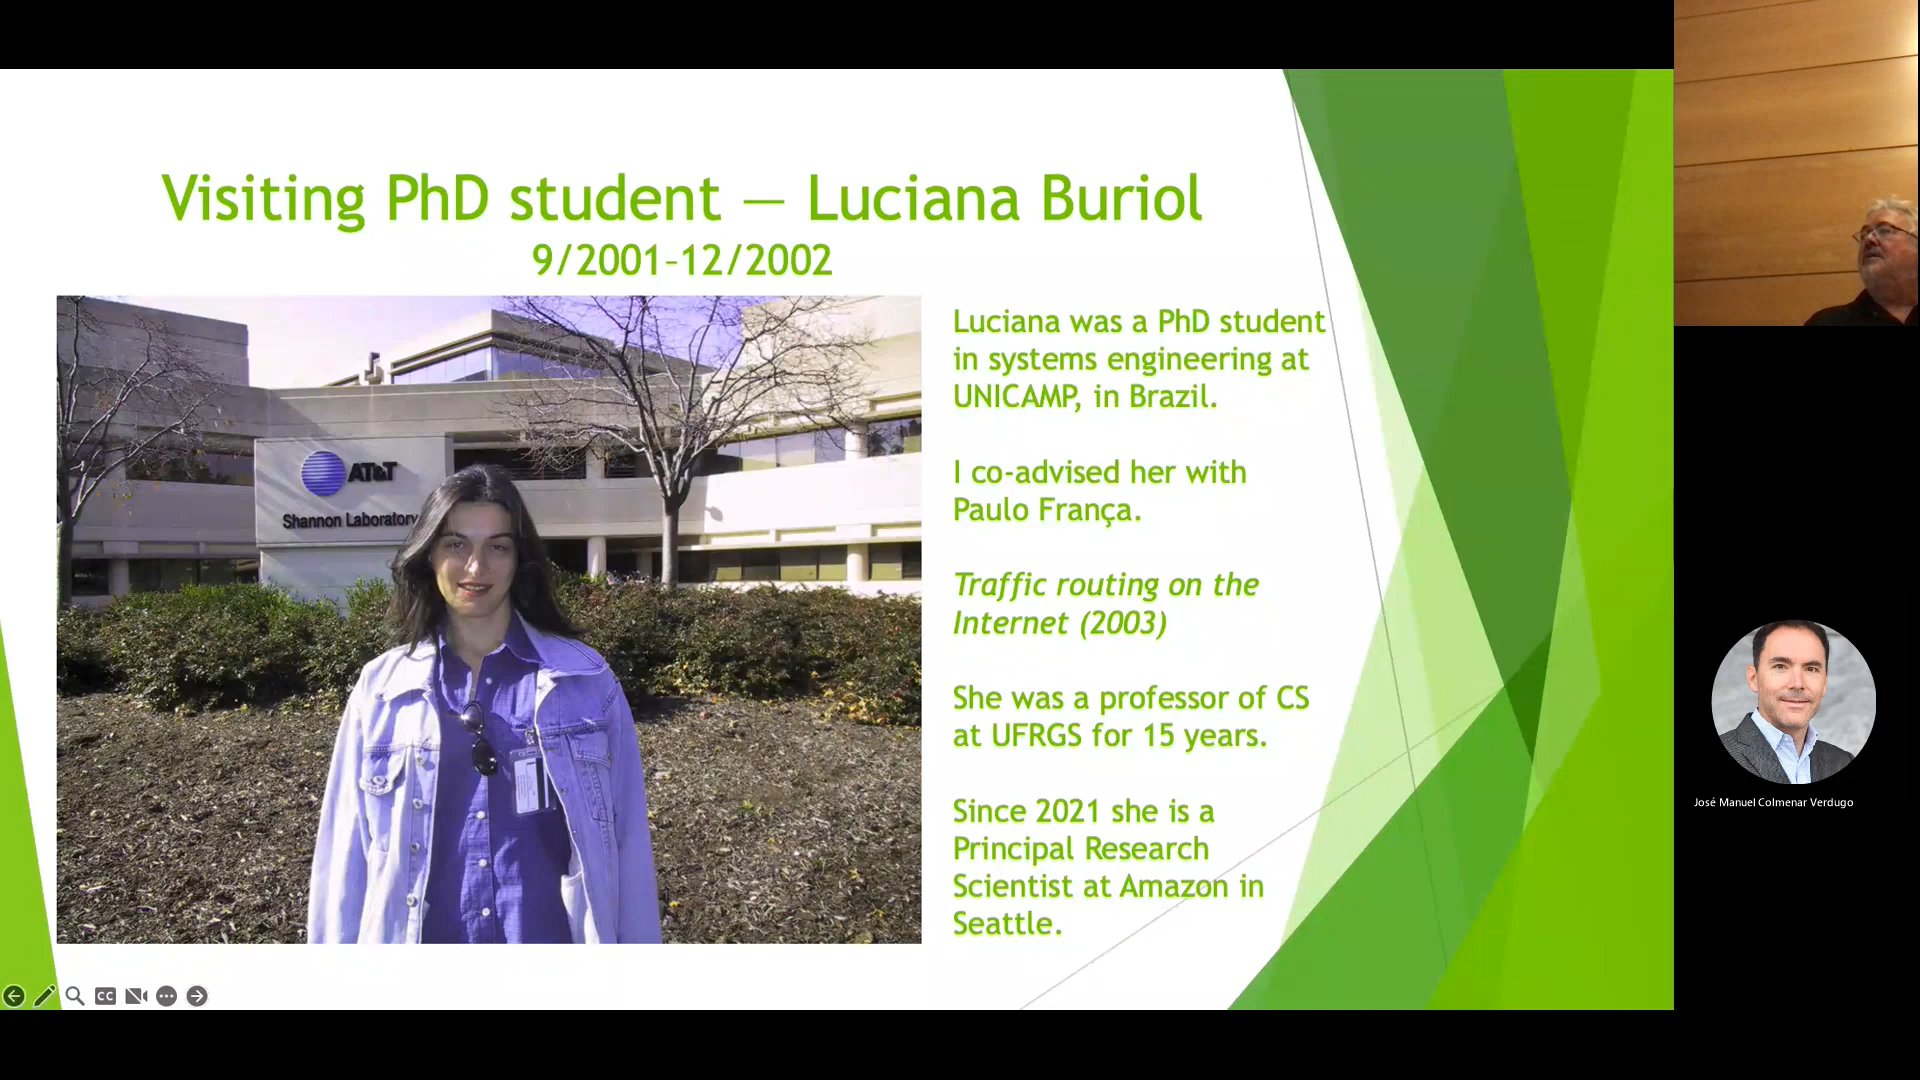 Visiting PhD student — Luciana Buriol
9/2001–12/2002
AT&T
Shannon Laboratory
Luciana was a PhD student
in systems engineering at
UNICAMP, in Brazil.
I co-advised her with
Paulo França.
Traffic routing on the
Internet (2003)
She was a professor of CS
at UFRGS for 15 years.
Since 2021 she is a
Principal Research
Scientist at Amazon in
Seattle.
José Manuel Colmenar Verdugo
CC